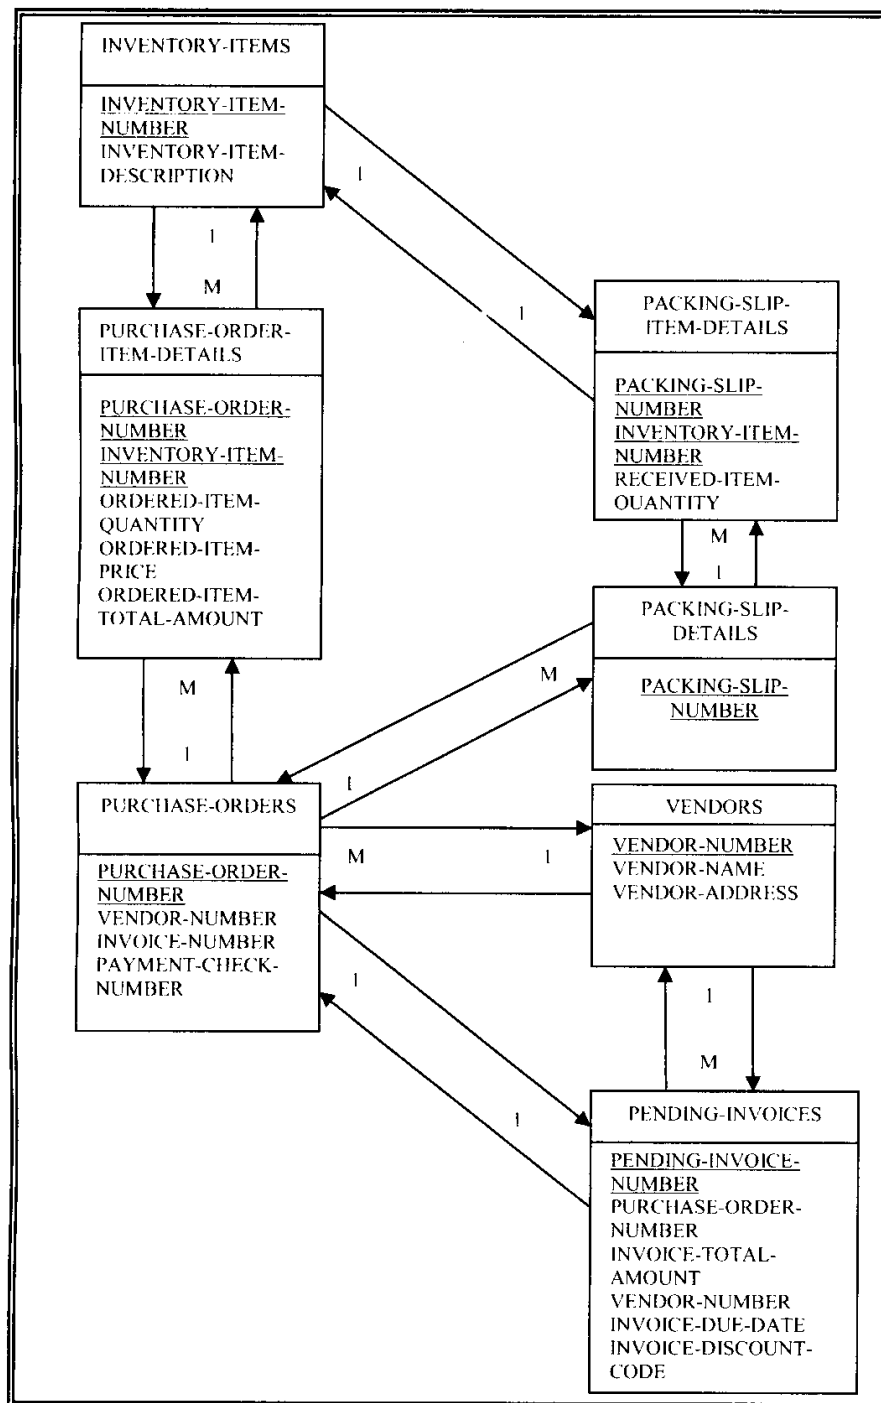 INVENTORY-ITEMS
INVENTORY-ITEM-
NUMBER
INVENTORY-ITEM-
DESCRIPTION
1
1
1
M
PURCHASE-ORDER-
ITEM-DETAILS
PURCHASE-ORDER-
NUMBER
INVENTORY-ITEM-
NUMBER
ORDERED-ITEM-
QUANTITY
ORDERED-ITEM-
PRICE
ORDERED-ITEM-
TOTAL-AMOUNT
PACKING-SLIP-
ITEM-DETAILS
PACKING-SLIP-
NUMBER
INVENTORY-ITEM-
NUMBER
RECEIVED-ITEM-
QUANTITY
M
1
PACKING-SLIP-
DETAILS
PACKING-SLIP-
NUMBER
M
1
M
1
PURCHASE-ORDERS
PURCHASE-ORDER-
NUMBER
VENDOR-NUMBER
INVOICE-NUMBER
PAYMENT-CHECK-
NUMBER
M
1
VENDORS
VENDOR-NUMBER
VENDOR-NAME
VENDOR-ADDRESS
1
1
1
M
PENDING-INVOICES
PENDING-INVOICE-
NUMBER
PURCHASE-ORDER-
NUMBER
INVOICE-TOTAL-
AMOUNT
VENDOR-NUMBER
INVOICE-DUE-DATE
INVOICE-DISCOUNT-
CODE